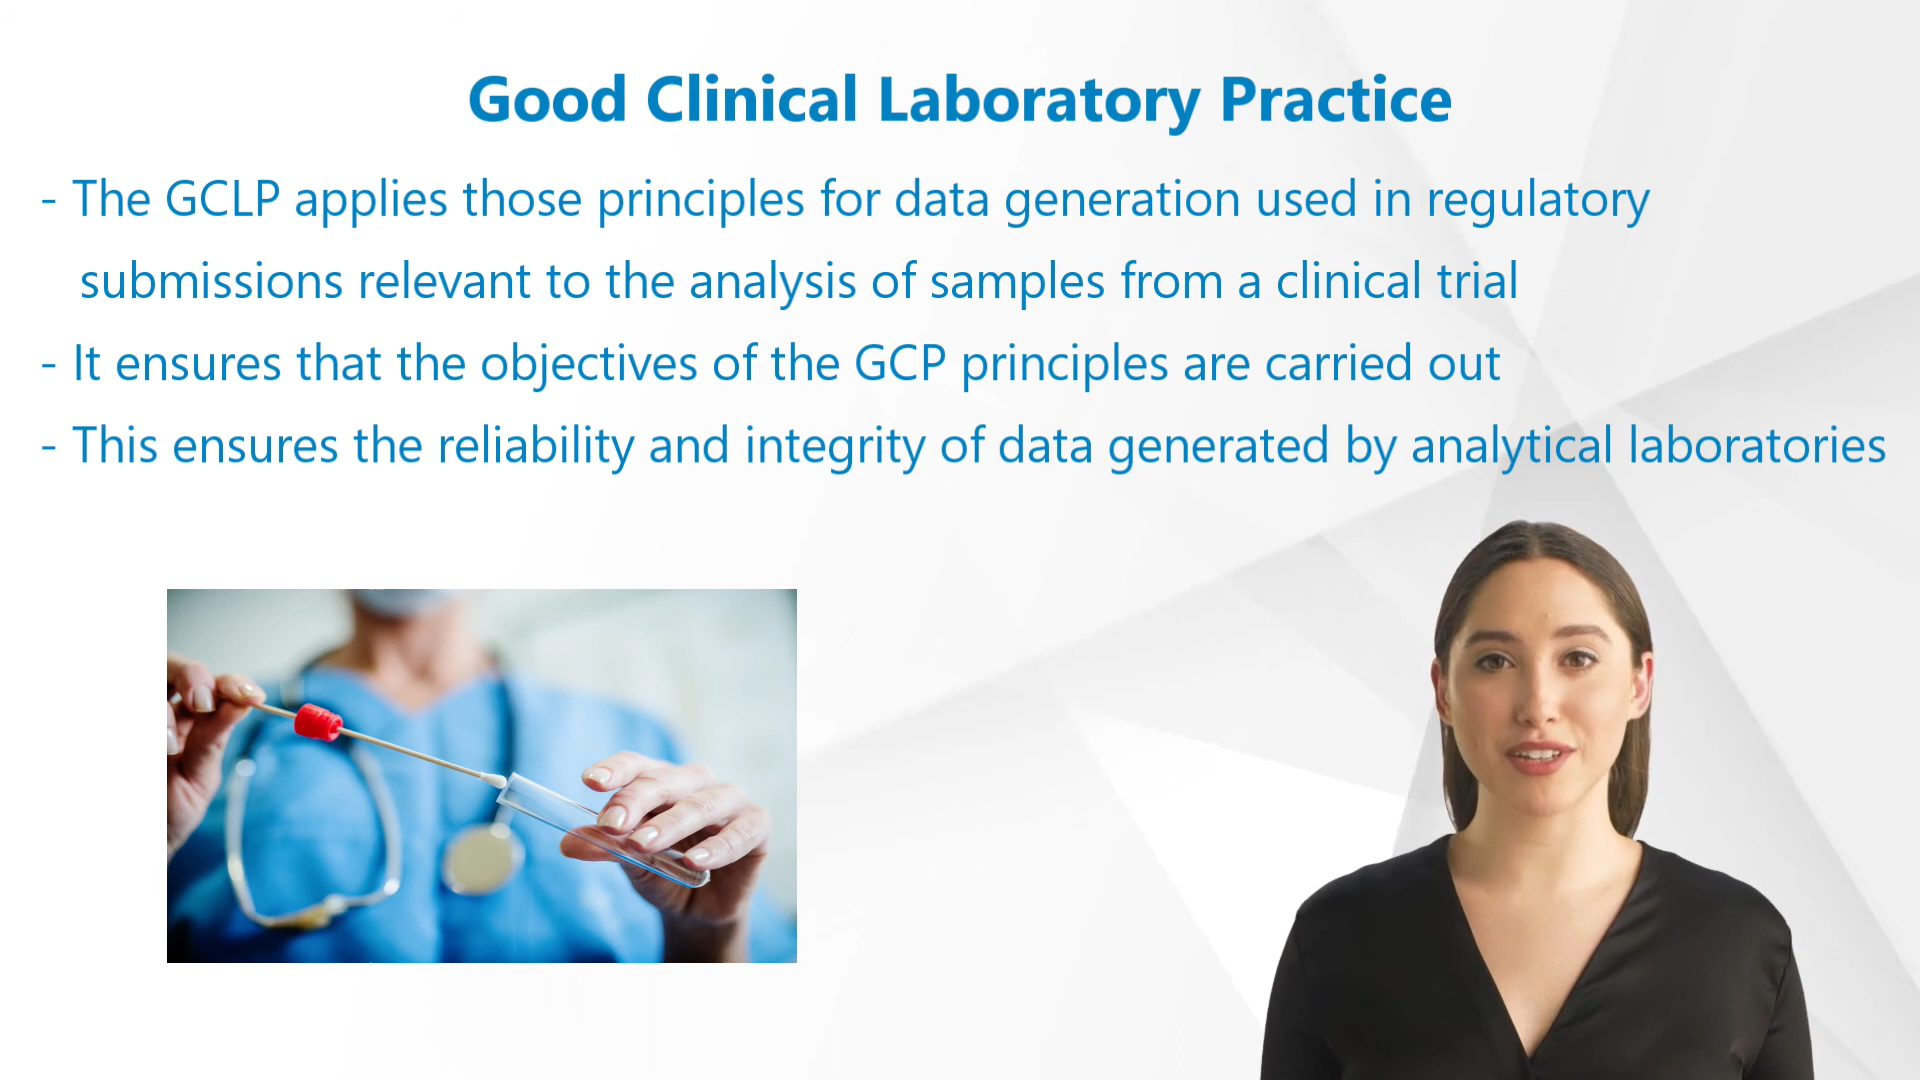 Good Clinical Laboratory Practice
- The GCLP applies those principles for data generation used in regulatory
submissions relevant to the analysis of samples from a clinical trial
- It ensures that the objectives of the GCP principles are carried out
- This ensures the reliability and integrity of data generated by analytical laboratories